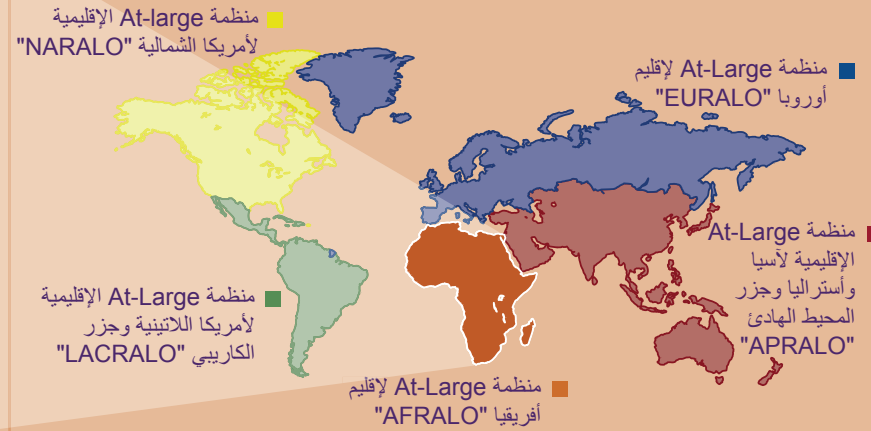 منظمة At-large الإقليمية
لأمريكا الشمالية "NARALO"
منظمة At-Large لإقليم
أوروبا "EURALO"
منظمة At-Large
الإقليمية لآسيا
وأستراليا وجزر
المحيط الهادئ
"APRALO"
منظمة At-Large الإقليمية
لأمريكا اللاتينية وجزر
الكاريبي "LACRALO"
منظمة At-Large لإقليم
أفريقيا "AFRALO"